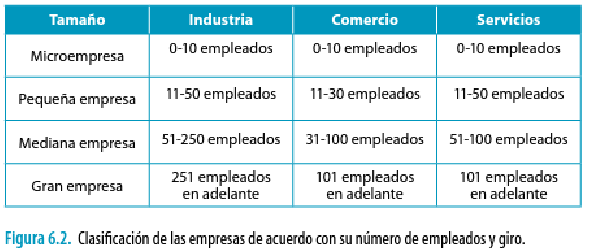 Tamaño Industria Comercio Servicios
Microempresa 0-10 empleados 0-10 empleados 0-10 empleados
Pequeña empresa 11-50 empleados 11-30 empleados 11-50 empleados
Mediana empresa 51-250 empleados 31-100 empleados 51-100 empleados
Gran empresa 251 empleados en adelante 101 empleados en adelante 101 empleados en adelante
Figura 6.2. Clasificación de las empresas de acuerdo con su número de empleados y giro.